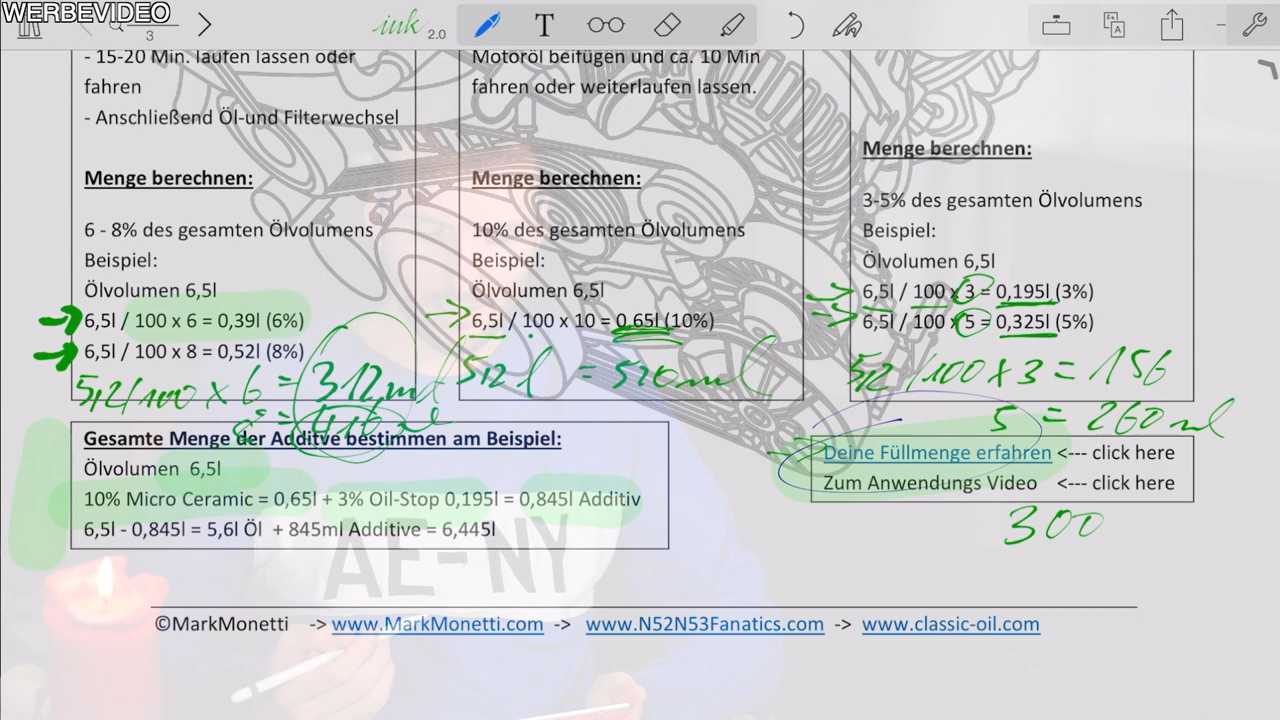 WERBEVIDEO
3
ink 2.0
T
- 15-20 Min. laufen lassen oder
fahren
- Anschließend Öl-und Filterwechsel
Menge berechnen:
6 - 8% des gesamten Ölvolumens
Beispiel:
Ölvolumen 6,5l
6,5l / 100 x 6 = 0,39l (6%)
6,5l / 100 x 8 = 0,52l (8%)
5,2/100 x 6 = 312 ml
8 = 416 ml
Motoröl beifügen und ca. 10 Min
fahren oder weiterlaufen lassen.
Menge berechnen:
10% des gesamten Ölvolumens
Beispiel:
Ölvolumen 6,5l
6,5l / 100 x 10 = 0,65l (10%)
5,2 l = 520 ml
Menge berechnen:
3-5% des gesamten Ölvolumens
Beispiel:
Ölvolumen 6,5l
6,5l / 100 x 3 = 0,195l (3%)
6,5l / 100 x 5 = 0,325l (5%)
5,2 / 100 x 3 = 156
5 = 260 ml
Gesamte Menge der Additve bestimmen am Beispiel:
Ölvolumen 6,5l
10% Micro Ceramic = 0,65l + 3% Oil-Stop 0,195l = 0,845l Additiv
6,5l - 0,845l = 5,6l Öl + 845ml Additive = 6,445l
Deine Füllmenge erfahren <--- click here
Zum Anwendungs Video <--- click here
300
AE-NY
©MarkMonetti -> www.MarkMonetti.com -> www.N52N53Fanatics.com -> www.classic-oil.com